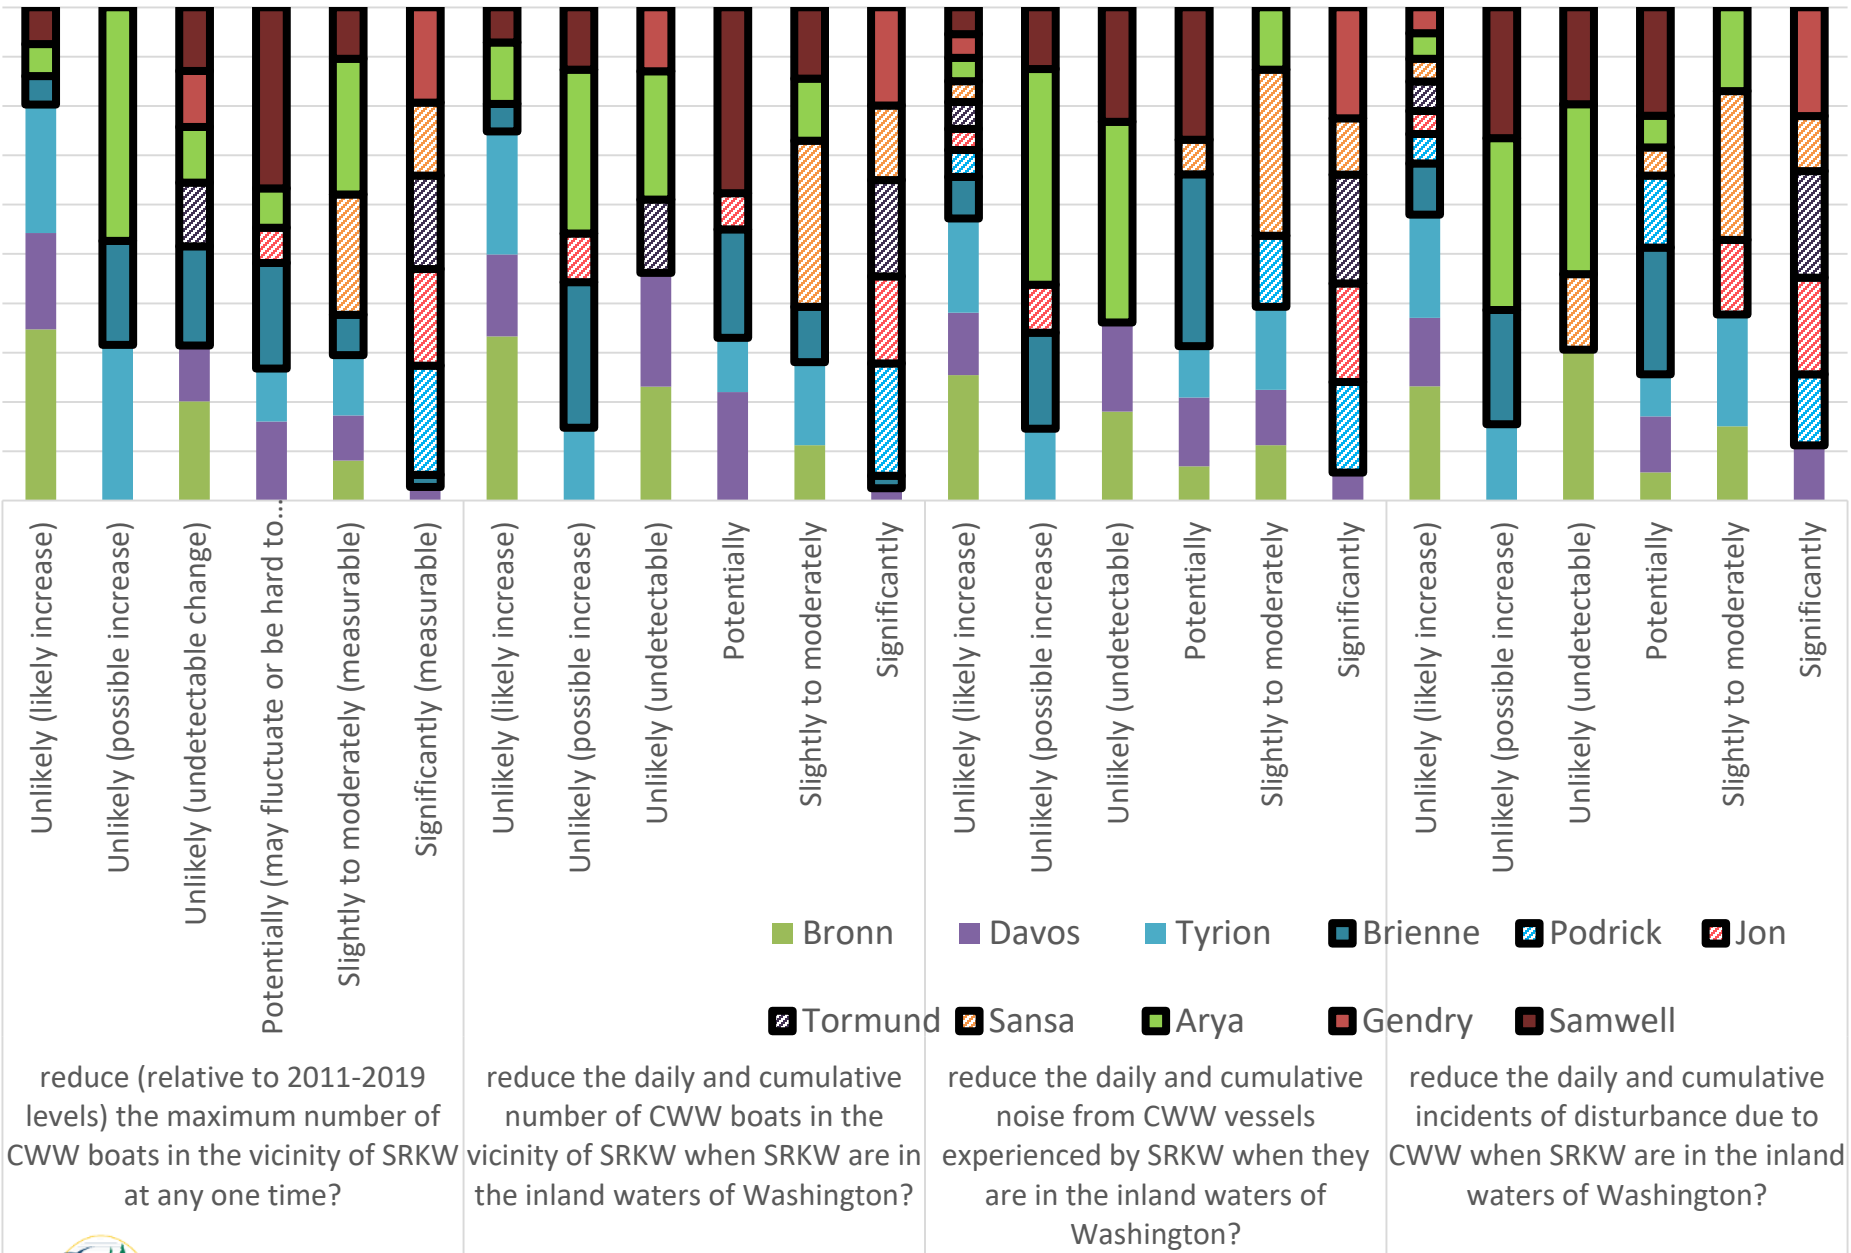 Unlikely (likely increase)
Unlikely (possible increase)
Unlikely (undetectable change)
Potentially (may fluctuate or be hard to...
Slightly to moderately (measurable)
Significantly (measurable)
Unlikely (likely increase)
Unlikely (possible increase)
Unlikely (undetectable)
Potentially
Slightly to moderately
Significantly
Unlikely (likely increase)
Unlikely (possible increase)
Unlikely (undetectable)
Potentially
Slightly to moderately
Significantly
Unlikely (likely increase)
Unlikely (possible increase)
Unlikely (undetectable)
Potentially
Slightly to moderately
Significantly
Bronn Davos Tyrion Brienne Podrick Jon
Tormund Sansa Arya Gendry Samwell
reduce (relative to 2011-2019
levels) the maximum number of
CWW boats in the vicinity of SRKW
at any one time?
reduce the daily and cumulative
number of CWW boats in the
vicinity of SRKW when SRKW are in
the inland waters of Washington?
reduce the daily and cumulative
noise from CWW vessels
experienced by SRKW when they
are in the inland waters of
Washington?
reduce the daily and cumulative
incidents of disturbance due to
CWW when SRKW are in the inland
waters of Washington?